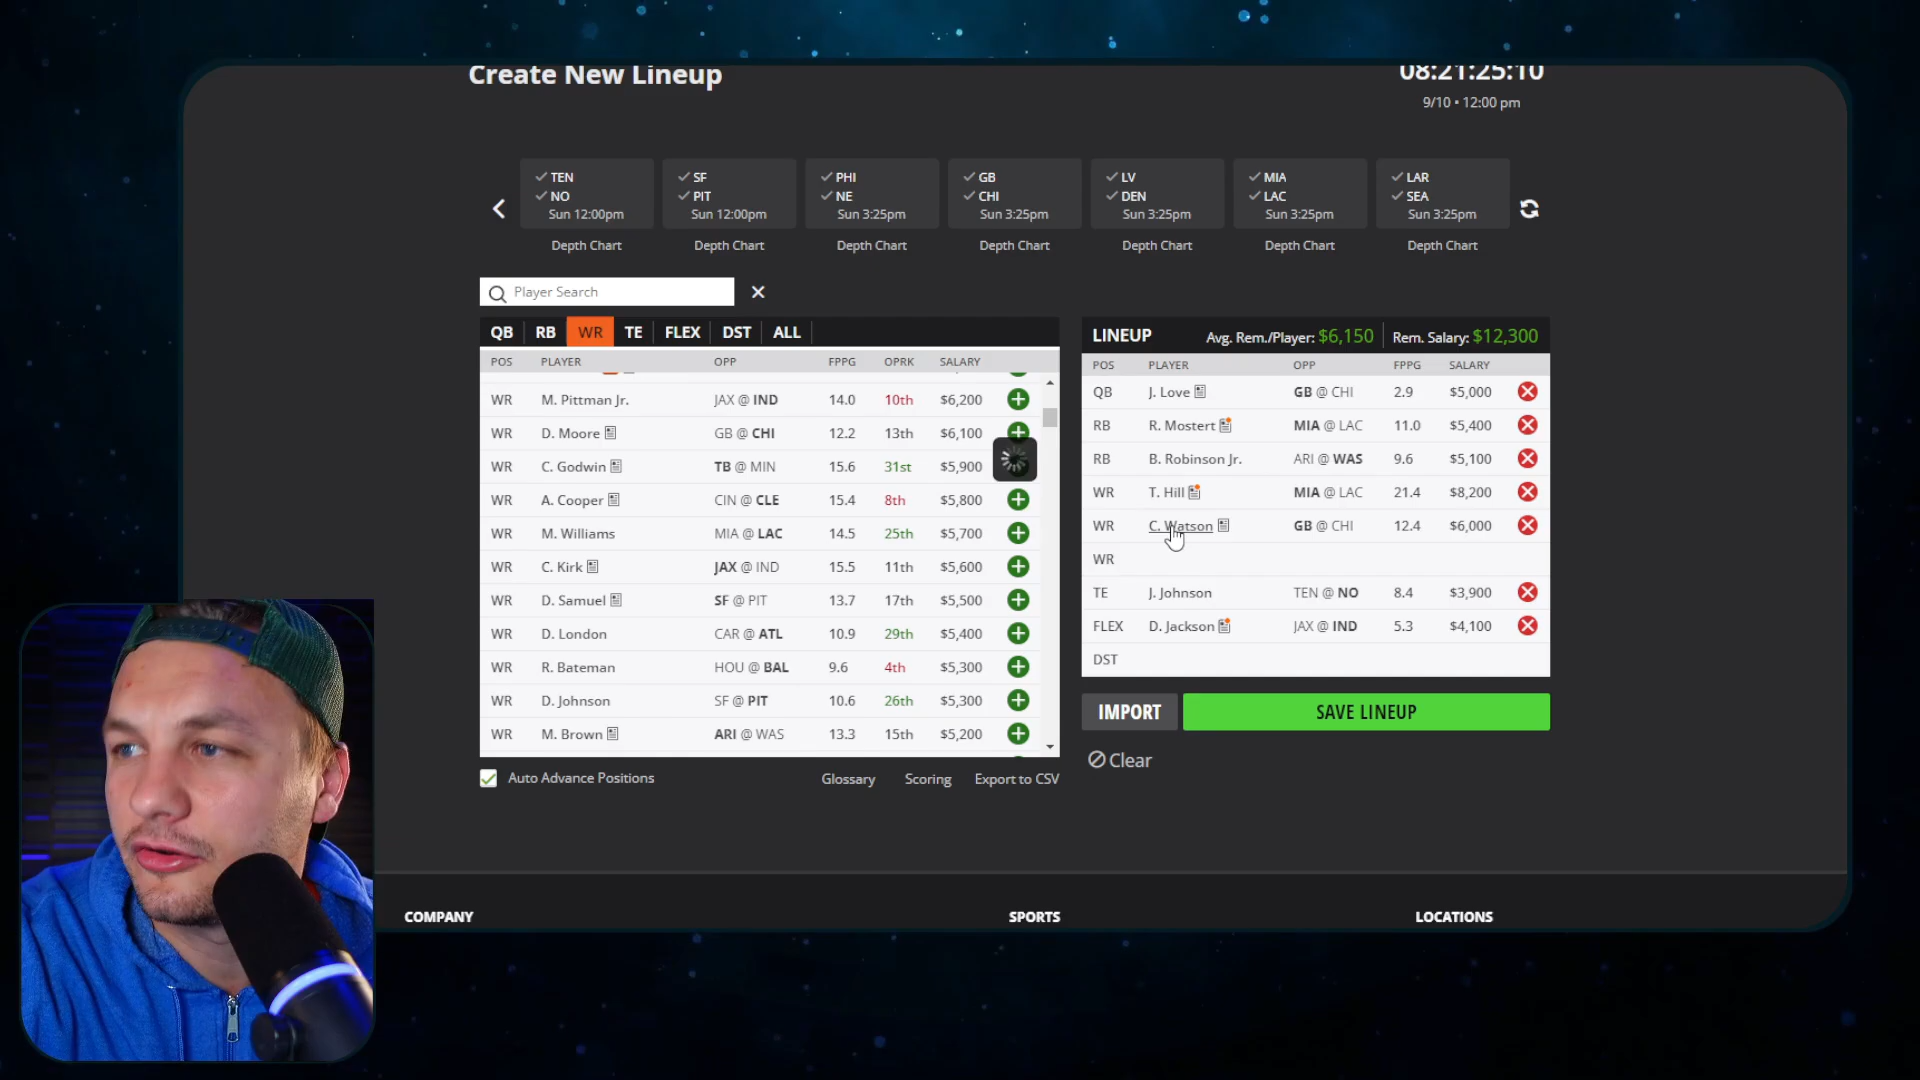 Create New Lineup
08:21:25:10
9/10 • 12:00 pm
TEN NO Sun 12:00pm Depth Chart
SF PIT Sun 12:00pm Depth Chart
PHI NE Sun 3:25pm Depth Chart
GB CHI Sun 3:25pm Depth Chart
LV DEN Sun 3:25pm Depth Chart
MIA LAC Sun 3:25pm Depth Chart
LAR SEA Sun 3:25pm Depth Chart
Player Search
QB RB WR TE FLEX DST ALL
POS PLAYER OPP FPPG OPRK SALARY
WR M. Pittman Jr. JAX @ IND 14.0 10th $6,200
WR D. Moore GB @ CHI 12.2 13th $6,100
WR C. Godwin TB @ MIN 15.6 31st $5,900
WR A. Cooper CIN @ CLE 15.4 8th $5,800
WR M. Williams MIA @ LAC 14.5 25th $5,700
WR C. Kirk JAX @ IND 15.5 11th $5,600
WR D. Samuel SF @ PIT 13.7 17th $5,500
WR D. London CAR @ ATL 10.9 29th $5,400
WR R. Bateman HOU @ BAL 9.6 4th $5,300
WR D. Johnson SF @ PIT 10.6 26th $5,300
WR M. Brown ARI @ WAS 13.3 15th $5,200
Auto Advance Positions Glossary Scoring Export to CSV
LINEUP Avg. Rem./Player: $6,150 Rem. Salary: $12,300
POS PLAYER OPP FPPG SALARY
QB J. Love GB @ CHI 2.9 $5,000
RB R. Mostert MIA @ LAC 11.0 $5,400
RB B. Robinson Jr. ARI @ WAS 9.6 $5,100
WR T. Hill MIA @ LAC 21.4 $8,200
WR C. Watson GB @ CHI 12.4 $6,000
WR
TE J. Johnson TEN @ NO 8.4 $3,900
FLEX D. Jackson JAX @ IND 5.3 $4,100
DST
IMPORT SAVE LINEUP
Clear
COMPANY SPORTS LOCATIONS